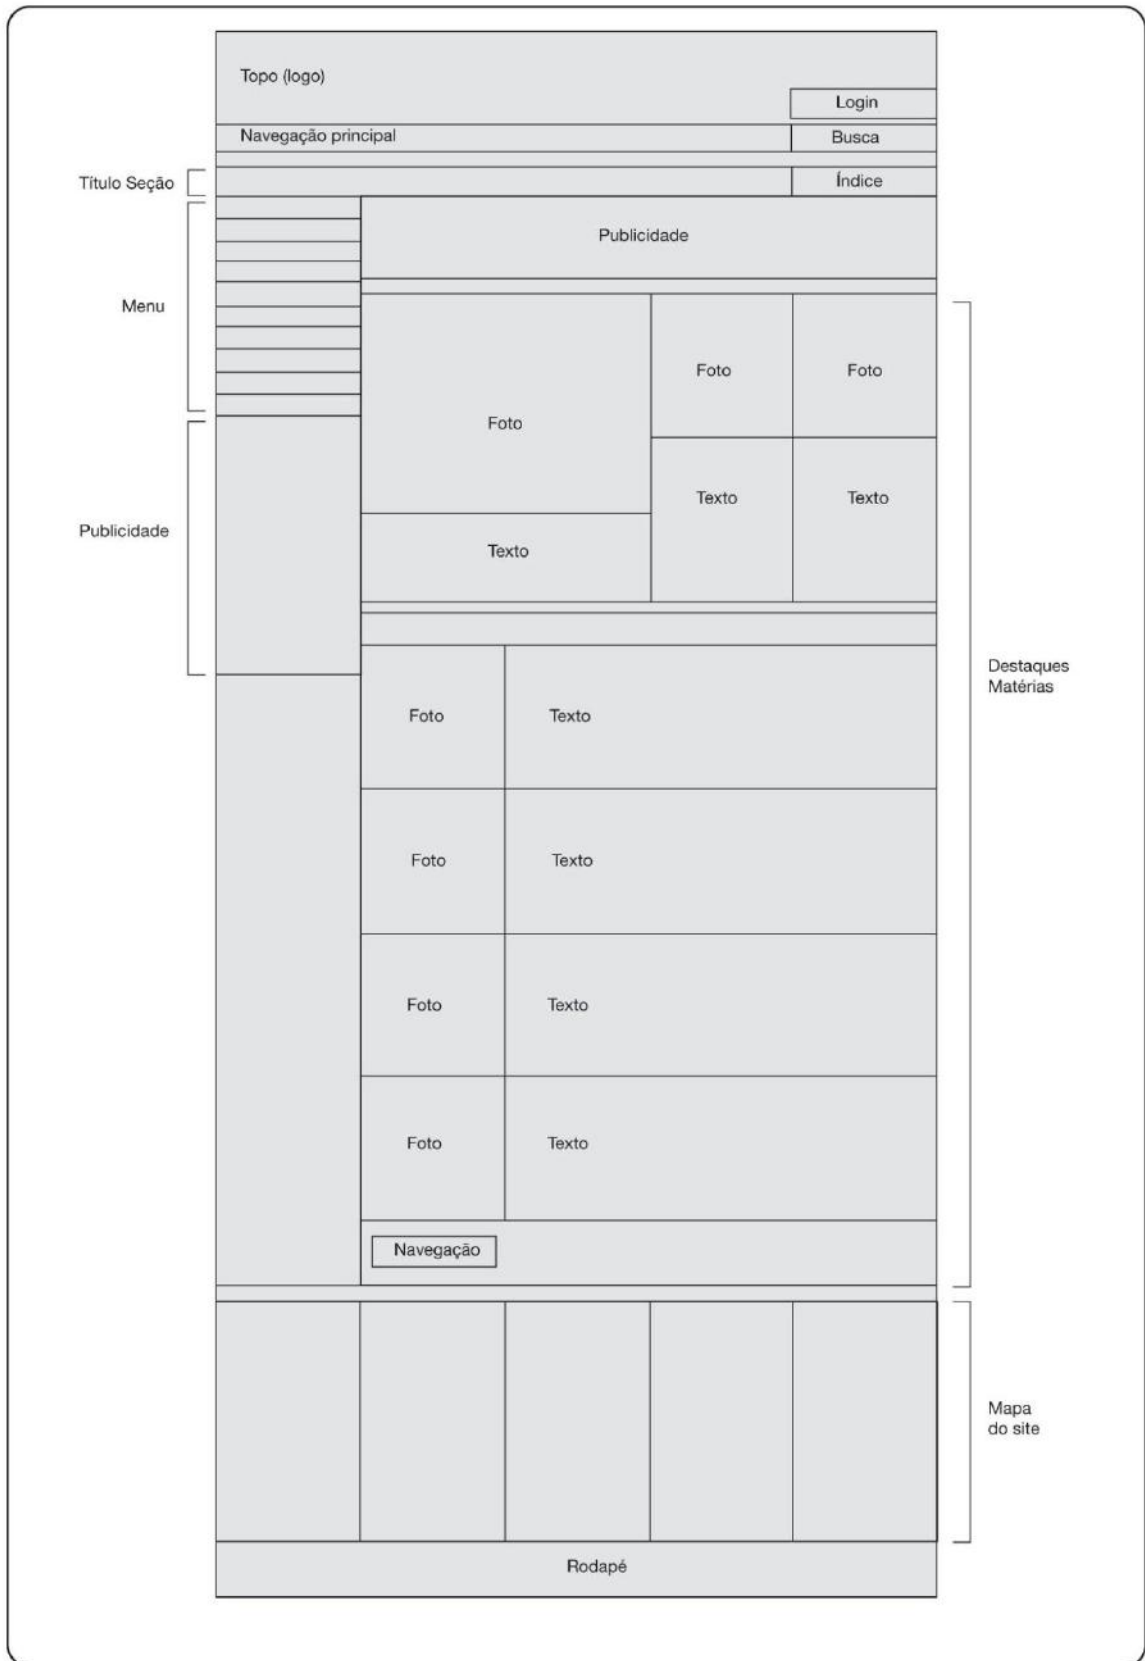 Topo (logo)
Login
Navegação principal
Busca
Título Seção
Índice
Publicidade
Menu
Foto
Foto
Foto
Texto
Texto
Publicidade
Texto
Destaques
Matérias
Foto
Texto
Foto
Texto
Foto
Texto
Foto
Texto
Navegação
Mapa
do site
Rodapé